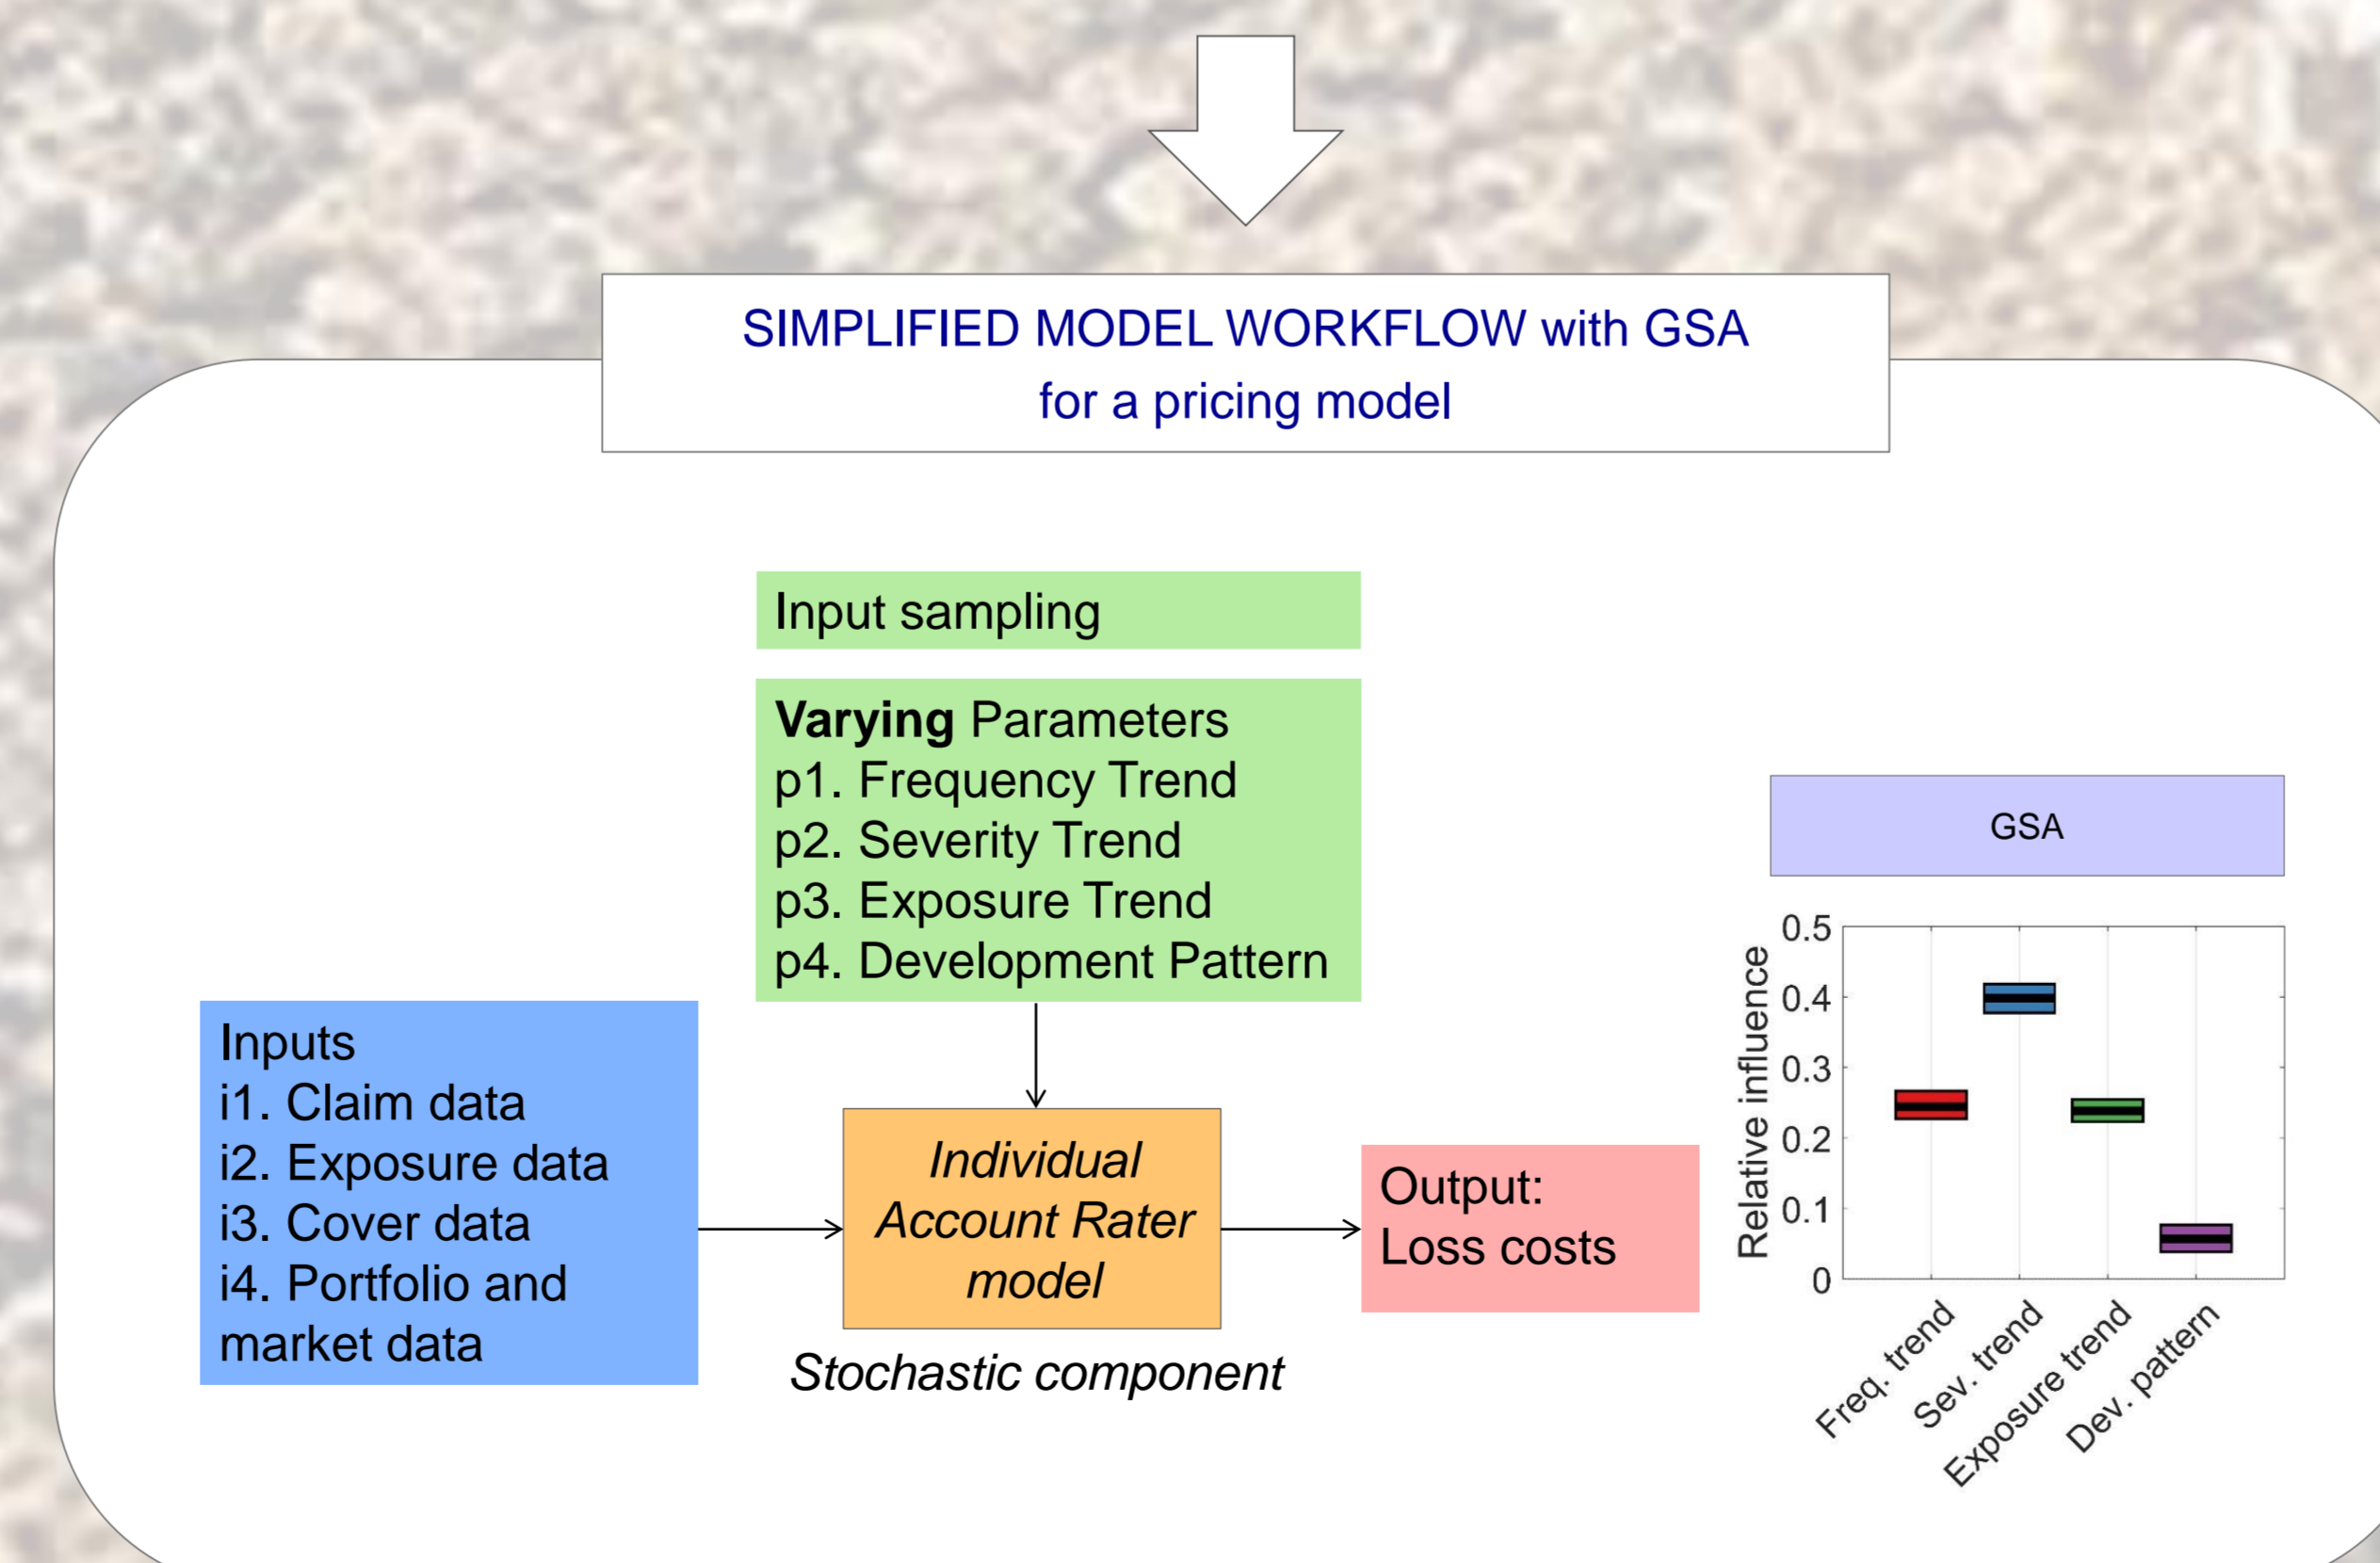 SIMPLIFIED MODEL WORKFLOW with GSA
for a pricing model
Input sampling
Varying Parameters
p1. Frequency Trend
p2. Severity Trend
p3. Exposure Trend
p4. Development Pattern
Inputs
i1. Claim data
i2. Exposure data
i3. Cover data
i4. Portfolio and
market data
Individual
Account Rater
model
Stochastic component
Output:
Loss costs
GSA
Relative influence
0.5
0.4
0.3
0.2
0.1
0
Freq. trend
Sev. trend
Exposure trend
Dev. pattern